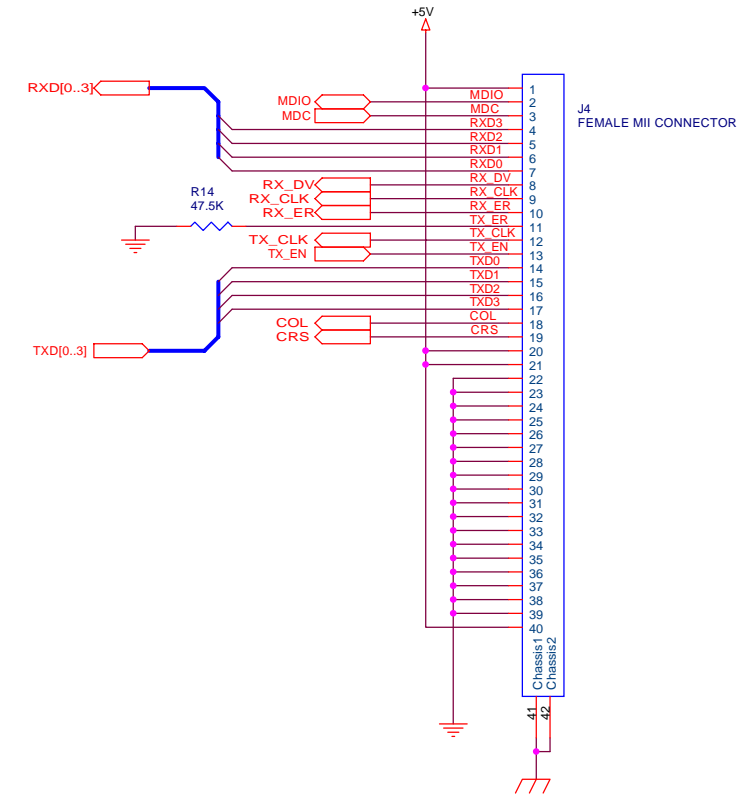 +5V
RXD[0..3]
MDIO
MDC
RX_DV
RX_CLK
RX_ER
R14
47.5K
TX_CLK
TX_EN
COL
CRS
TXD[0..3]
MDIO
MDC
RXD3
RXD2
RXD1
RXD0
RX_DV
RX_CLK
RX_ER
TX_ER
TX_CLK
TX_EN
TXD0
TXD1
TXD2
TXD3
COL
CRS
1
2
3
4
5
6
7
8
9
10
11
12
13
14
15
16
17
18
19
20
21
22
23
24
25
26
27
28
29
30
31
32
33
34
35
36
37
38
39
40
Chassis1
Chassis2
41
42
J4
FEMALE MII CONNECTOR